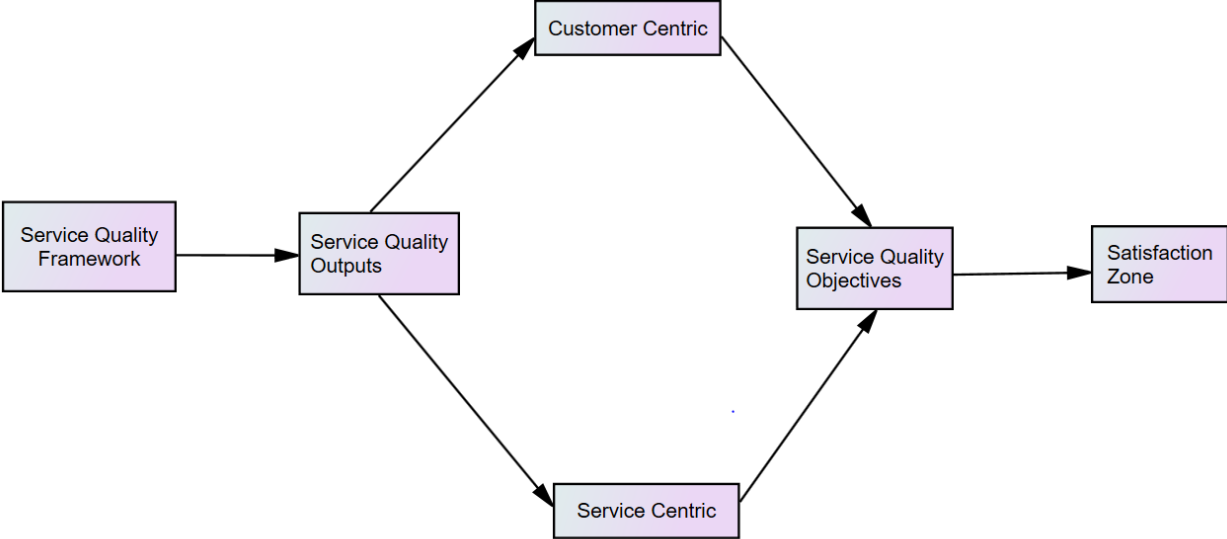 Customer Centric
Service Quality
Framework
Service Quality
Outputs
Service Quality
Objectives
Satisfaction
Zone
Service Centric